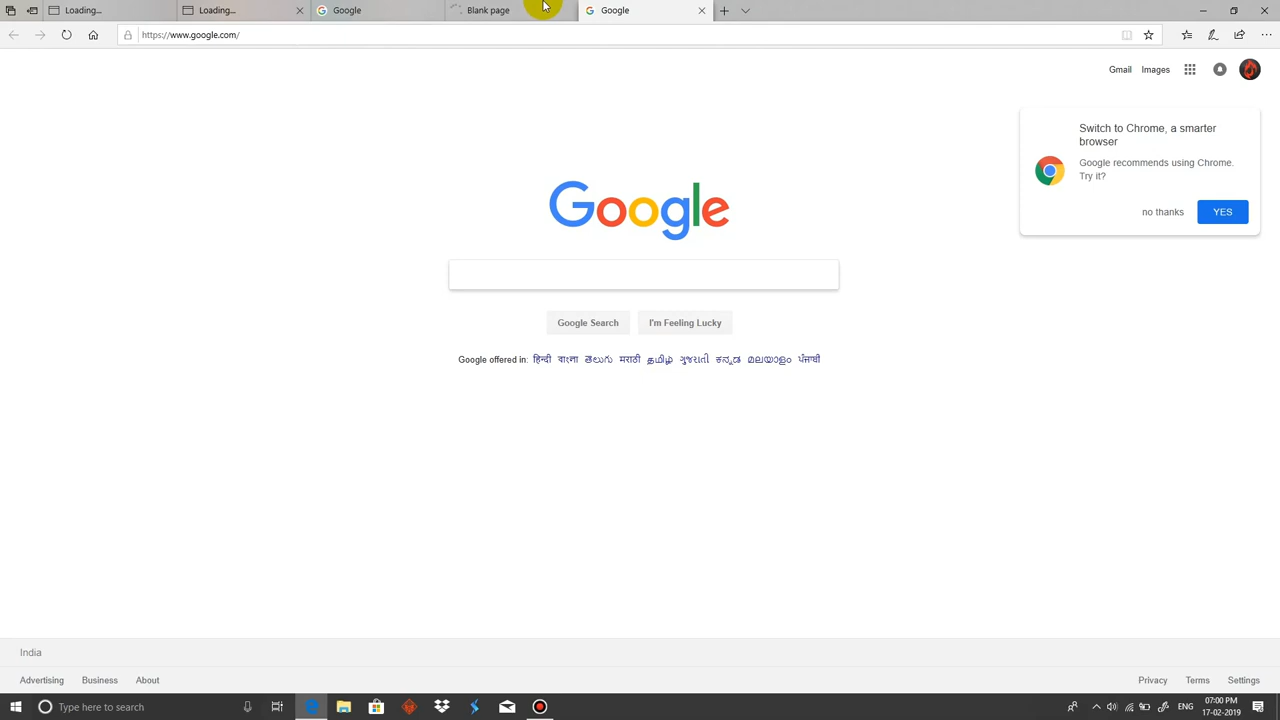 Loading...
Loading...
Google
Blank page
Google
https://www.google.com/
Gmail Images
Switch to Chrome, a smarter
browser
Google recommends using Chrome.
Try it?
no thanks YES
Google
Google Search I'm Feeling Lucky
Google offered in: हिन्दी বাংলা తెలుగు मराठी தமிழ் ગુજરાતી ಕನ್ನಡ മലയാളം ਪੰਜਾਬੀ
India
Advertising Business About Privacy Terms Settings
Type here to search
ENG
07:00 PM
17-02-2019